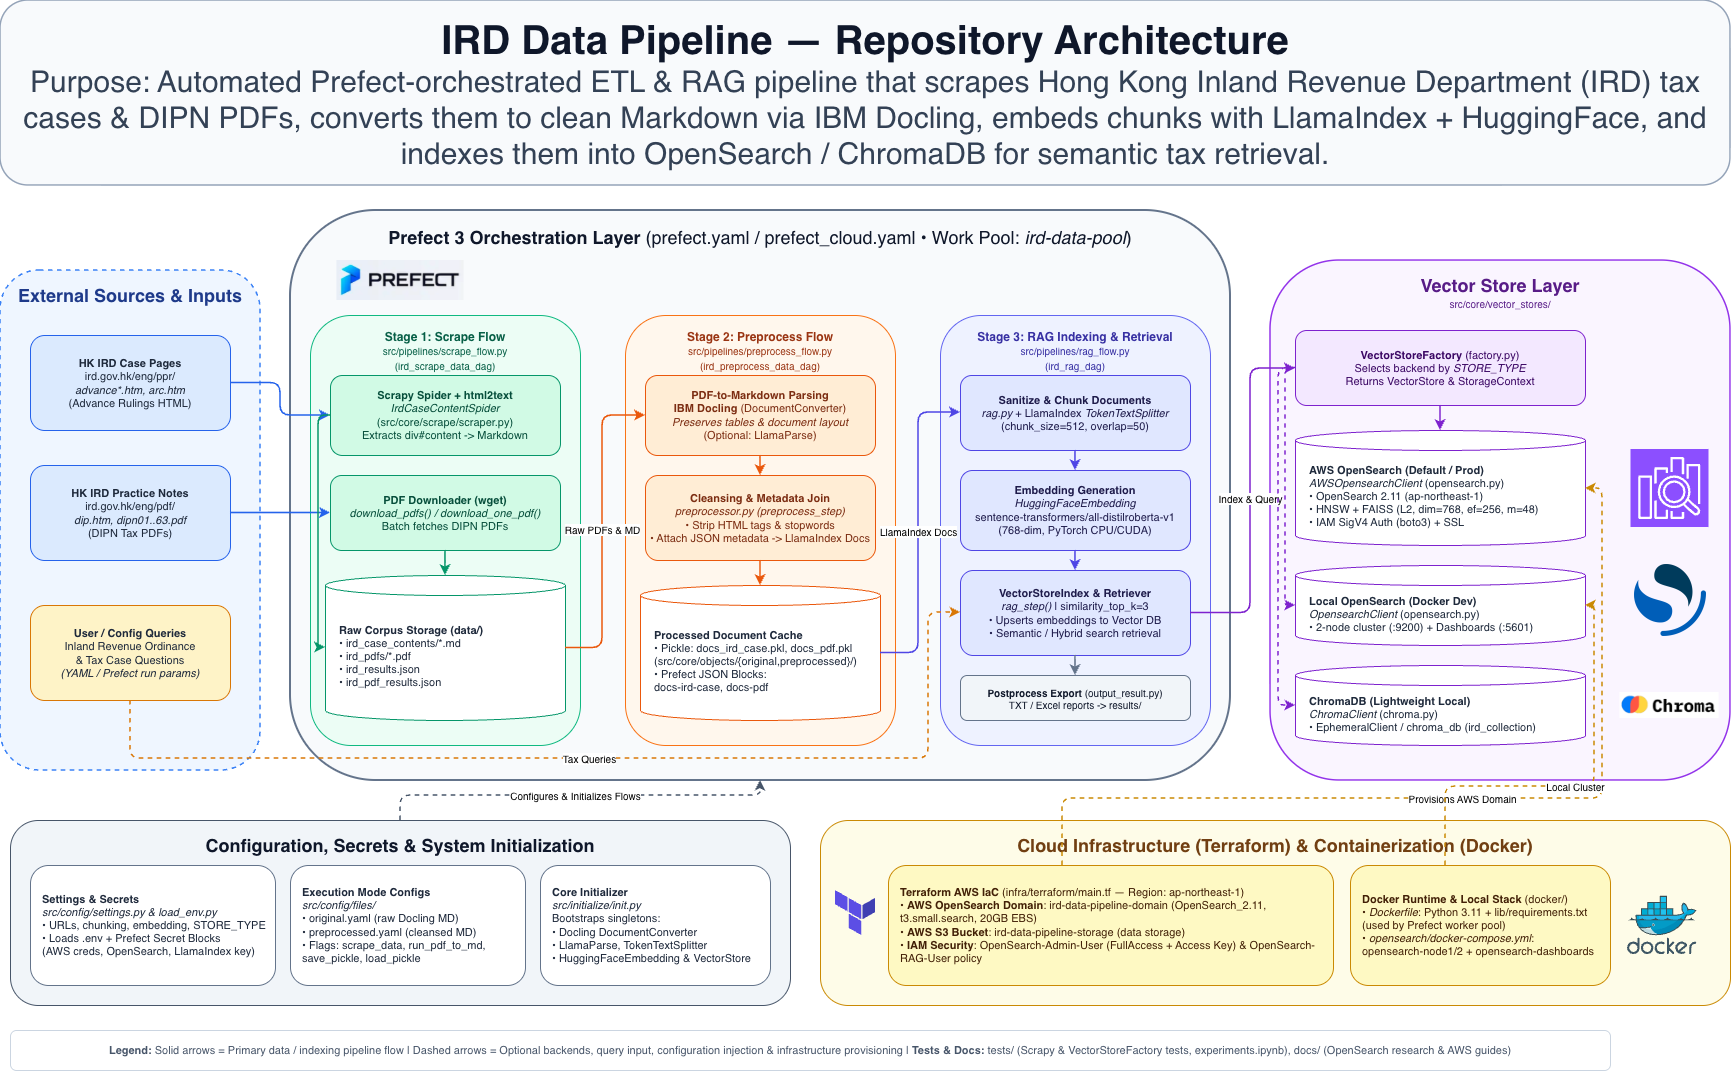 IRD Data Pipeline — Repository Architecture
Purpose: Automated Prefect-orchestrated ETL & RAG pipeline that scrapes Hong Kong Inland Revenue Department (IRD) tax
cases & DIPN PDFs, converts them to clean Markdown via IBM Docling, embeds chunks with LlamaIndex + HuggingFace, and
indexes them into OpenSearch / ChromaDB for semantic tax retrieval.
External Sources & Inputs
HK IRD Case Pages
ird.gov.hk/eng/ppr/
advance*.htm, arc.htm
(Advance Rulings HTML)
HK IRD Practice Notes
ird.gov.hk/eng/pdf/
dip.htm, dipn01..63.pdf
(DIPN Tax PDFs)
User / Config Queries
Inland Revenue Ordinance
& Tax Case Questions
(YAML / Prefect run params)
Prefect 3 Orchestration Layer (prefect.yaml / prefect_cloud.yaml • Work Pool: ird-data-pool)
PREFECT
Stage 1: Scrape Flow
src/pipelines/scrape_flow.py
(ird_scrape_data_dag)
Scrapy Spider + html2text
IrdCaseContentSpider
(src/core/scrape/scraper.py)
Extracts div#content -> Markdown
PDF Downloader (wget)
download_pdfs() / download_one_pdf()
Batch fetches DIPN PDFs
Raw Corpus Storage (data/)
• ird_case_contents/*.md
• ird_pdfs/*.pdf
• ird_results.json
• ird_pdf_results.json
Raw PDFs & MD
Stage 2: Preprocess Flow
src/pipelines/preprocess_flow.py
(ird_preprocess_data_dag)
PDF-to-Markdown Parsing
IBM Docling (DocumentConverter)
Preserves tables & document layout
(Optional: LlamaParse)
Cleansing & Metadata Join
preprocessor.py (preprocess_step)
• Strip HTML tags & stopwords
• Attach JSON metadata -> LlamaIndex Docs
Processed Document Cache
• Pickle: docs_ird_case.pkl, docs_pdf.pkl
(src/core/objects/{original,preprocessed}/)
• Prefect JSON Blocks:
docs-ird-case, docs-pdf
LlamaIndex Docs
Stage 3: RAG Indexing & Retrieval
src/pipelines/rag_flow.py
(ird_rag_dag)
Sanitize & Chunk Documents
rag.py + LlamaIndex TokenTextSplitter
(chunk_size=512, overlap=50)
Embedding Generation
HuggingFaceEmbedding
sentence-transformers/all-distilroberta-v1
(768-dim, PyTorch CPU/CUDA)
VectorStoreIndex & Retriever
rag_step() | similarity_top_k=3
• Upserts embeddings to Vector DB
• Semantic / Hybrid search retrieval
Postprocess Export (output_result.py)
TXT / Excel reports -> results/
Tax Queries
Index & Query
Vector Store Layer
src/core/vector_stores/
VectorStoreFactory (factory.py)
Selects backend by STORE_TYPE
Returns VectorStore & StorageContext
AWS OpenSearch (Default / Prod)
AWSOpensearchClient (opensearch.py)
• OpenSearch 2.11 (ap-northeast-1)
• HNSW + FAISS (L2, dim=768, ef=256, m=48)
• IAM SigV4 Auth (boto3) + SSL
Local OpenSearch (Docker Dev)
OpensearchClient (opensearch.py)
• 2-node cluster (:9200) + Dashboards (:5601)
ChromaDB (Lightweight Local)
ChromaClient (chroma.py)
• EphemeralClient / chroma_db (ird_collection)
Chroma
Configures & Initializes Flows
Local Cluster
Provisions AWS Domain
Configuration, Secrets & System Initialization
Settings & Secrets
src/config/settings.py & load_env.py
• URLs, chunking, embedding, STORE_TYPE
• Loads .env + Prefect Secret Blocks
(AWS creds, OpenSearch, LlamaIndex key)
Execution Mode Configs
src/config/files/
• original.yaml (raw Docling MD)
• preprocessed.yaml (cleansed MD)
• Flags: scrape_data, run_pdf_to_md,
save_pickle, load_pickle
Core Initializer
src/initialize/init.py
Bootstraps singletons:
• Docling DocumentConverter
• LlamaParse, TokenTextSplitter
• HuggingFaceEmbedding & VectorStore
Cloud Infrastructure (Terraform) & Containerization (Docker)
Terraform AWS IaC (infra/terraform/main.tf — Region: ap-northeast-1)
• AWS OpenSearch Domain: ird-data-pipeline-domain (OpenSearch_2.11,
t3.small.search, 20GB EBS)
• AWS S3 Bucket: ird-data-pipeline-storage (data storage)
• IAM Security: OpenSearch-Admin-User (FullAccess + Access Key) & OpenSearch-
RAG-User policy
Docker Runtime & Local Stack (docker/)
• Dockerfile: Python 3.11 + lib/requirements.txt
(used by Prefect worker pool)
• opensearch/docker-compose.yml:
opensearch-node1/2 + opensearch-dashboards
docker
Legend: Solid arrows = Primary data / indexing pipeline flow | Dashed arrows = Optional backends, query input, configuration injection & infrastructure provisioning | Tests & Docs: tests/ (Scrapy & VectorStoreFactory tests, experiments.ipynb), docs/ (OpenSearch research & AWS guides)